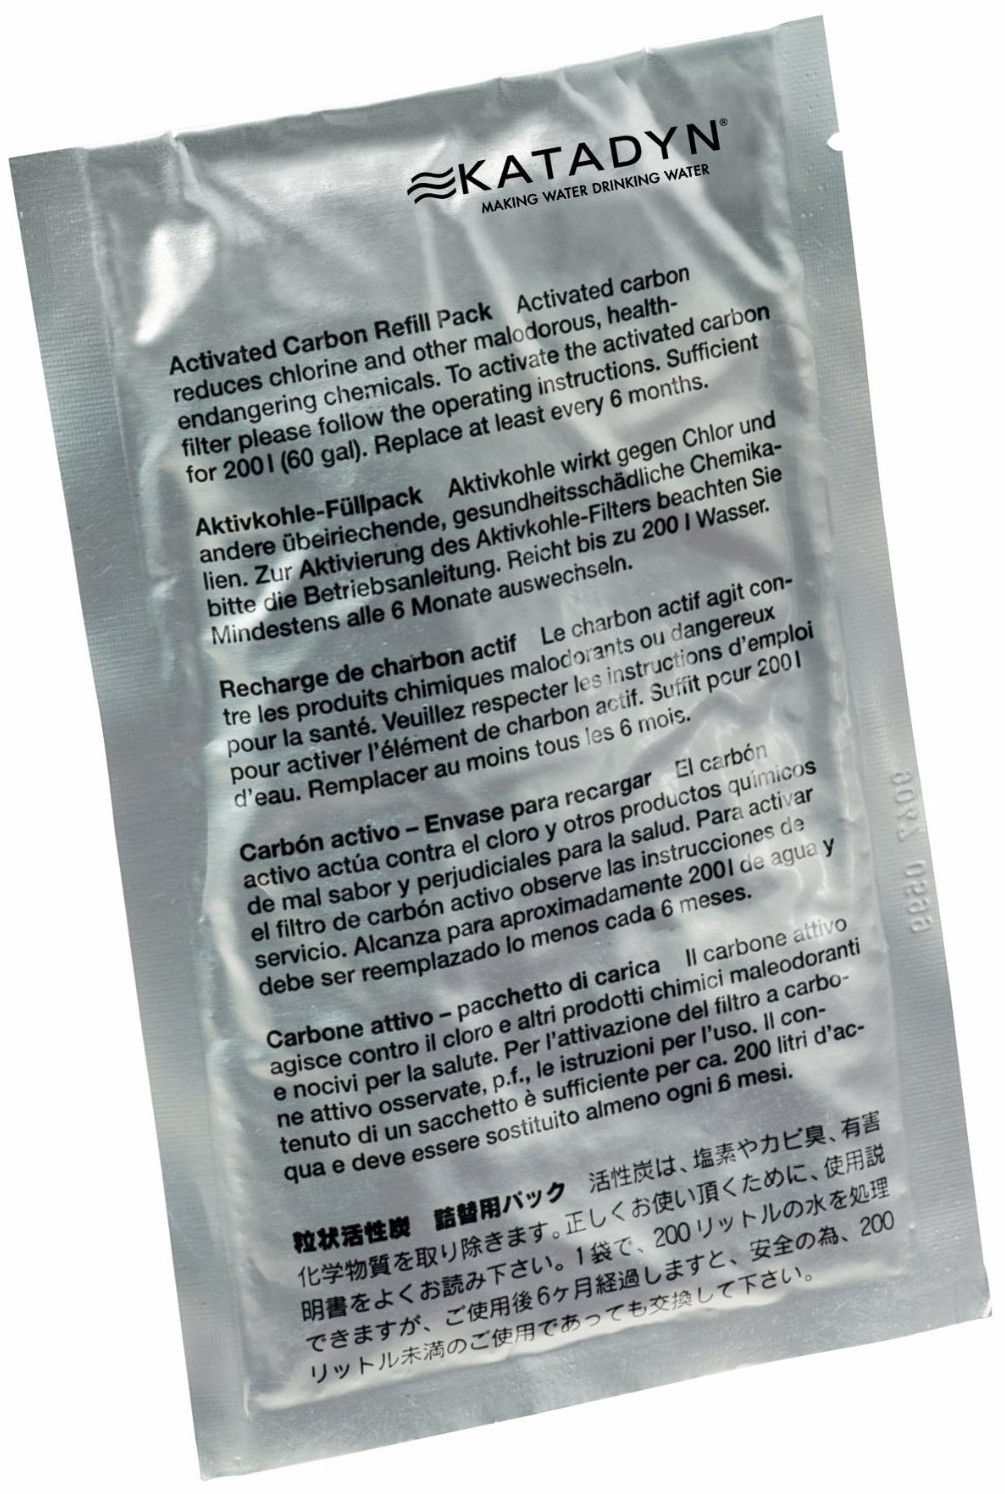 KATADYN®
MAKING WATER DRINKING WATER
Activated Carbon Refill Pack Activated carbon
reduces chlorine and other malodorous, health-
endangering chemicals. To activate the activated carbon
filter please follow the operating instructions. Sufficient
for 200 l (60 gal). Replace at least every 6 months.
Aktivkohle-Füllpack Aktivkohle wirkt gegen Chlor und
andere übelriechende, gesundheitsschädliche Chemika-
lien. Zur Aktivierung des Aktivkohle-Filters beachten Sie
bitte die Betriebsanleitung. Reicht bis zu 200 l Wasser.
Mindestens alle 6 Monate auswechseln.
Recharge de charbon actif Le charbon actif agit con-
tre les produits chimiques malodorants ou dangereux
pour la santé. Veuillez respecter les instructions d'emploi
pour activer l'élément de charbon actif. Suffit pour 200 l
d'eau. Remplacer au moins tous les 6 mois.
Carbón activo – Envase para recargar El carbón
activo actúa contra el cloro y otros productos químicos
de mal sabor y perjudiciales para la salud. Para activar
el filtro de carbón activo observe las instrucciones de
servicio. Alcanza para aproximadamente 200 l de agua y
debe ser reemplazado lo menos cada 6 meses.
Carbone attivo – pacchetto di carica Il carbone attivo
agisce contro il cloro e altri prodotti chimici maleodoranti
e nocivi per la salute. Per l'attivazione del filtro a carbo-
ne attivo osservate, p.f., le istruzioni per l'uso. Il con-
tenuto di un sacchetto è sufficiente per ca. 200 litri d'ac-
qua e deve essere sostituito almeno ogni 6 mesi.
粒状活性炭 詰替用パック 活性炭は、塩素やカビ臭、有害
化学物質を取り除きます。正しくお使い頂くために、使用説
明書をよくお読み下さい。1袋で、200リットルの水を処理
できますが、ご使用後6ヶ月経過しますと、安全の為、200
リットル未満のご使用であっても交換して下さい。